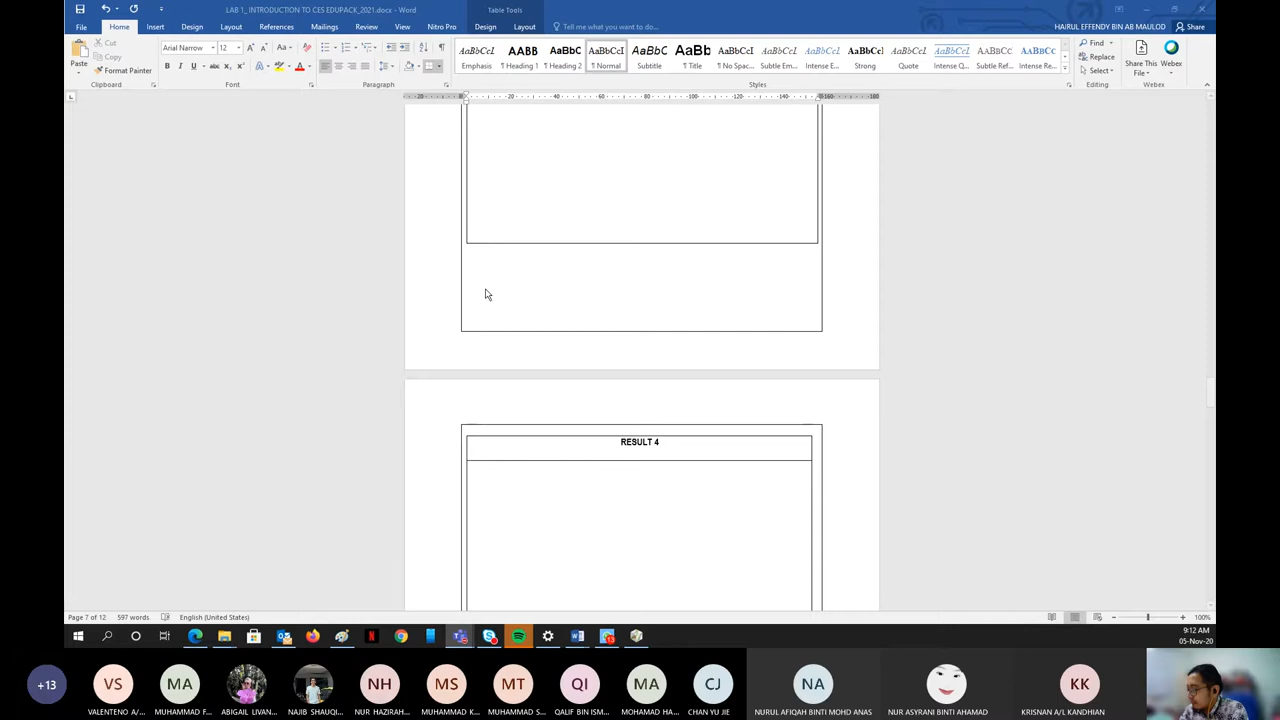 LAB 1_ INTRODUCTION TO CES EDUPACK_2021.docx - Word
Table Tools
File Home Insert Design Layout References Mailings Review View Nitro Pro Design Layout Tell me what you want to do...
HAIRUL EFFENDY BIN AB MAULOD Share
Paste
Cut
Copy
Format Painter
Clipboard
Arial Narrow 12
Font
Paragraph
AaBbCcI AABB AaBbC AaBbCcI AaBbC AaBb AaBbCcI AaBbCcI AaBbCcI AaBbCcI AaBbCcI AaBbCcI AABBCC AaBbCc
Emphasis ¶ Heading 1 ¶ Heading 2 ¶ Normal Subtitle ¶ Title ¶ No Spac... Subtle Em... Intense E... Strong Quote Intense Q... Subtle Ref... Intense Re...
Styles
Find
Replace
Select
Editing
Share This File
Webex
Webex
RESULT 4
Page 7 of 12 597 words English (United States)
100%
9:12 AM
05-Nov-20
+13
VS
VALENTENO A/...
MA
MUHAMMAD F...
ABIGAIL LIVAN...
NAJIB SHAUQI...
NH
NUR HAZIRAH...
MS
MUHAMMAD K...
MT
MUHAMMAD S...
QI
QALIF BIN ISM...
MA
MOHAMAD HA...
CJ
CHAN YU JIE
NA
NURUL AFIQAH BINTI MOHD ANAS
NUR ASYRANI BINTI AHAMAD
KK
KRISNAN A/L KANDHIAN